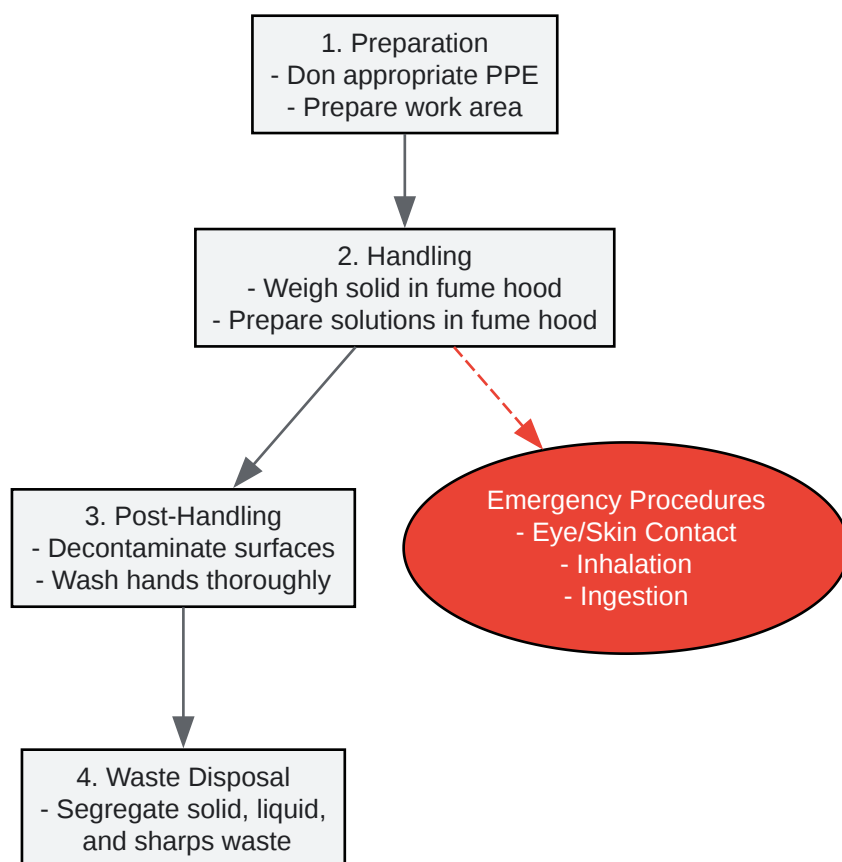 1. Preparation
- Don appropriate PPE
- Prepare work area
2. Handling
- Weigh solid in fume hood
- Prepare solutions in fume hood
3. Post-Handling
- Decontaminate surfaces
- Wash hands thoroughly
Emergency Procedures
- Eye/Skin Contact
- Inhalation
- Ingestion
4. Waste Disposal
- Segregate solid, liquid,
and sharps waste